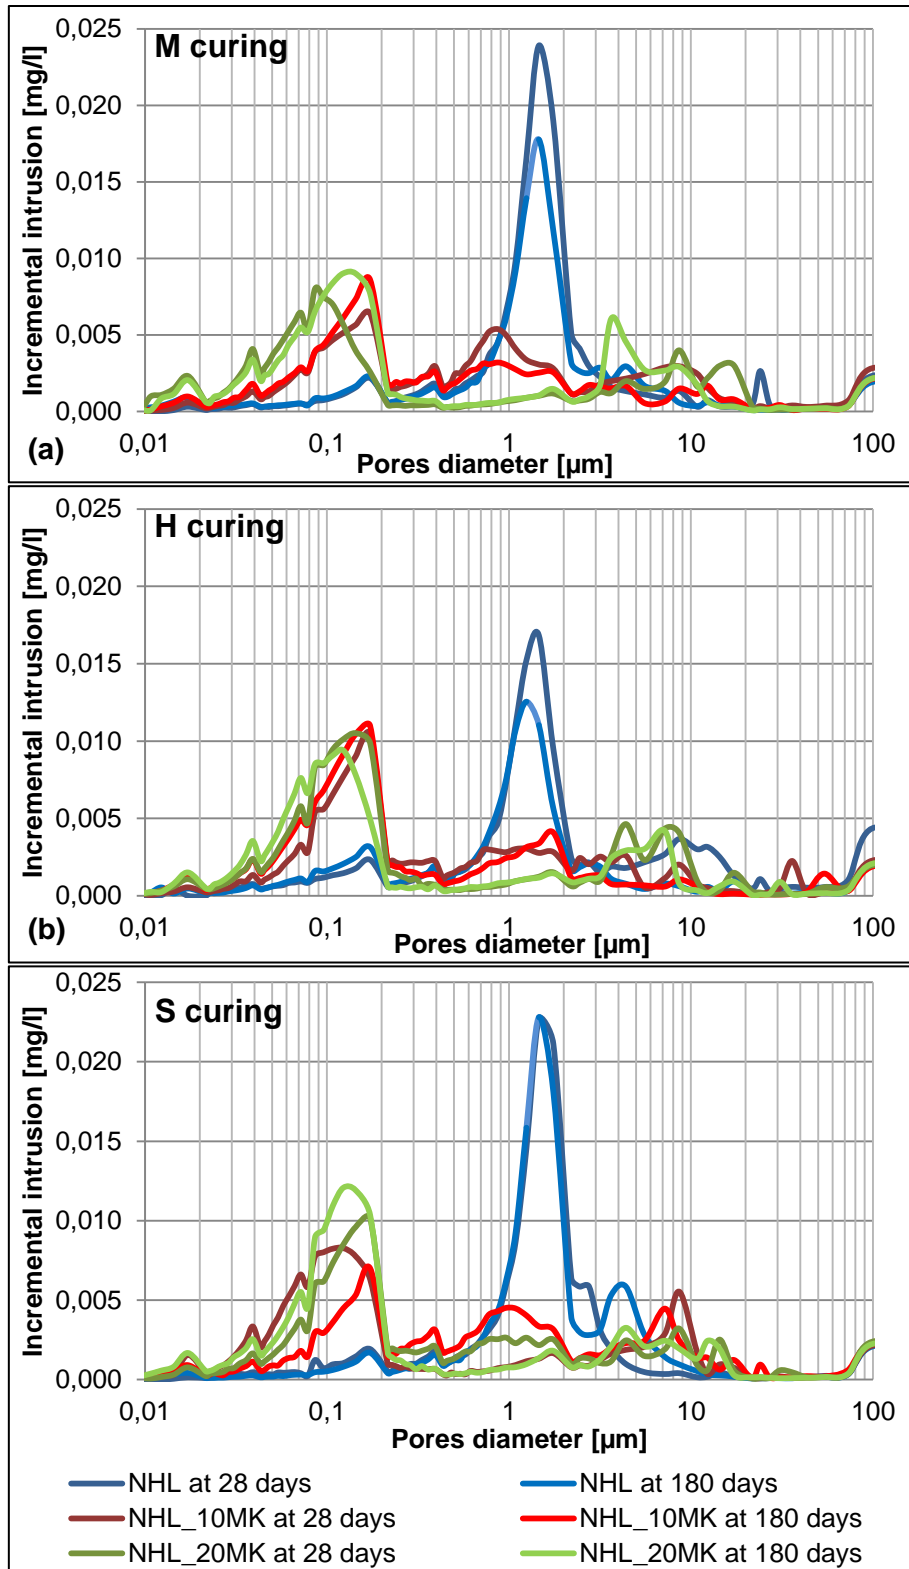 M curing
Incremental intrusion [mg/l]
0,025
0,020
0,015
0,010
0,005
0,000
0,01 0,1 1 10 100
(a)
Pores diameter [µm]
H curing
Incremental intrusion [mg/l]
0,025
0,020
0,015
0,010
0,005
0,000
0,01 0,1 1 10 100
(b)
Pores diameter [µm]
S curing
Incremental intrusion [mg/l]
0,025
0,020
0,015
0,010
0,005
0,000
0,01 0,1 1 10 100
Pores diameter [µm]
NHL at 28 days NHL at 180 days
NHL_10MK at 28 days NHL_10MK at 180 days
NHL_20MK at 28 days NHL_20MK at 180 days